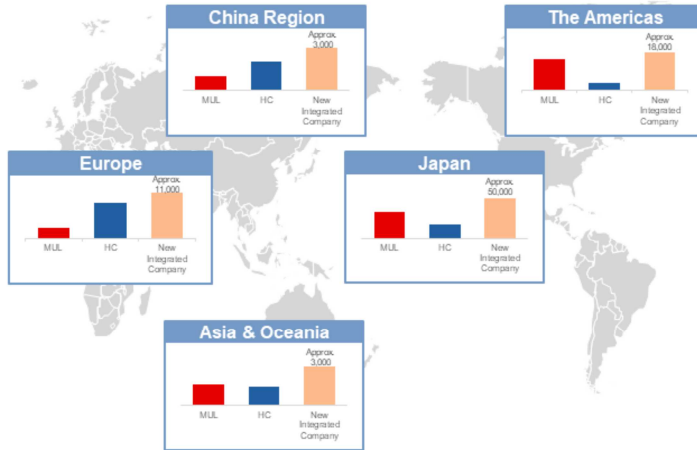 China Region
Approx.
3,000
MUL HC New
Integrated
Company
The Americas
Approx.
18,000
MUL HC New
Integrated
Company
Europe
Approx.
11,000
MUL HC New
Integrated
Company
Japan
Approx.
50,000
MUL HC New
Integrated
Company
Asia & Oceania
Approx.
3,000
MUL HC New
Integrated
Company